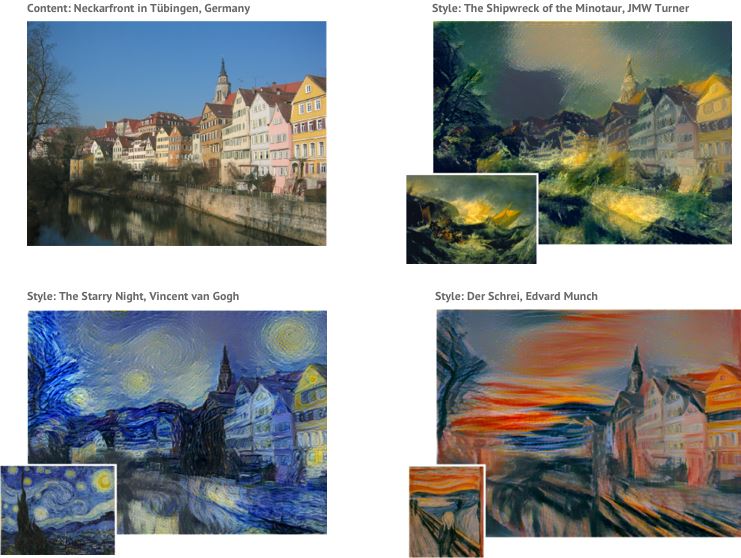 Content: Neckarfront in Tübingen, Germany
Style: The Shipwreck of the Minotaur, JMW Turner
Style: The Starry Night, Vincent van Gogh
Style: Der Schrei, Edvard Munch